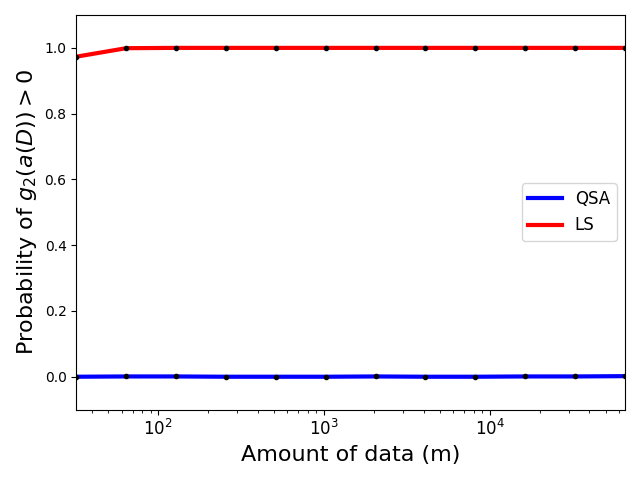 Probability of $g_2(a(D)) > 0$
1.0
0.8
0.6
0.4
0.2
0.0
QSA
LS
$10^2$ $10^3$ $10^4$
Amount of data (m)